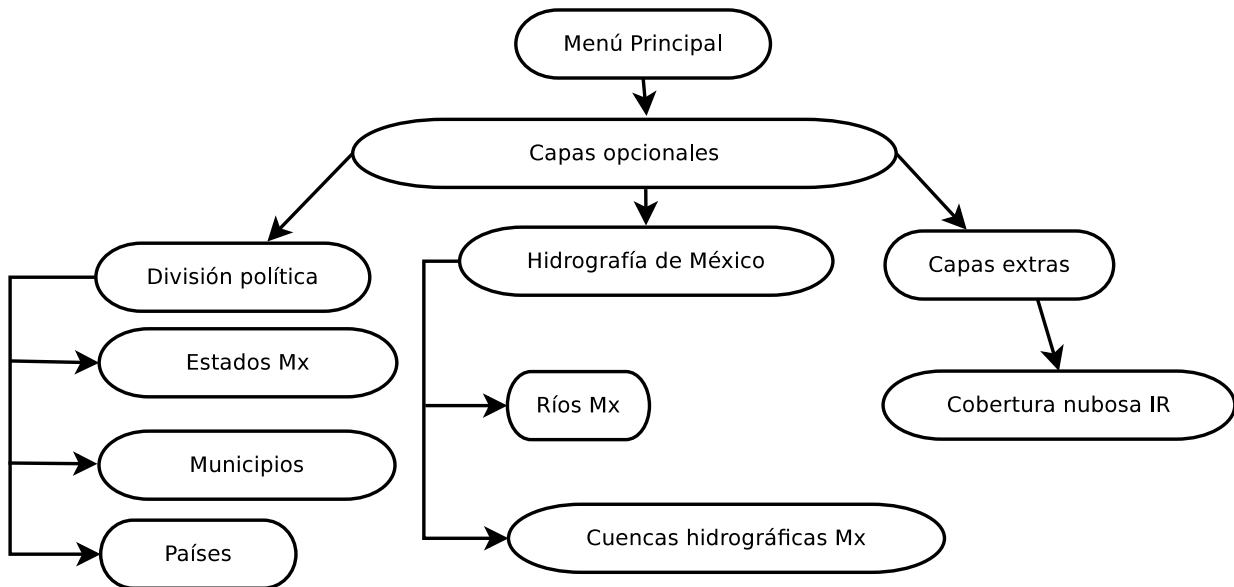 Menú Principal
Capas opcionales
División política
Hidrografía de México
Capas extras
Estados Mx
Ríos Mx
Cobertura nubosa IR
Municipios
Países
Cuencas hidrográficas Mx